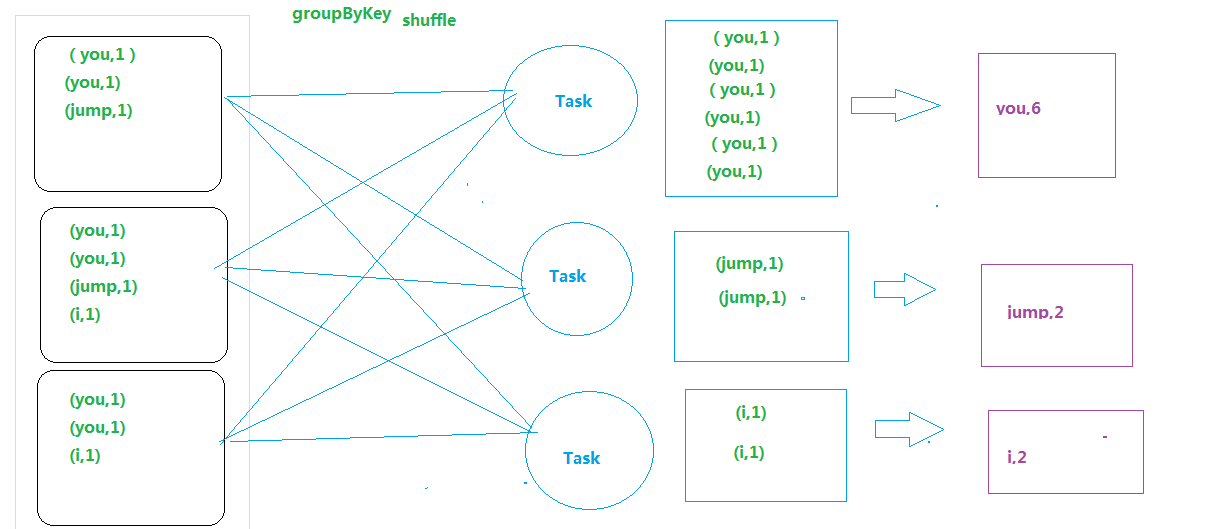 groupByKey shuffle
( you,1 )
(you,1)
(jump,1)
(you,1)
(you,1)
(jump,1)
(i,1)
(you,1)
(you,1)
(i,1)
Task
Task
Task
( you,1 )
(you,1)
( you,1 )
(you,1)
( you,1 )
(you,1)
(jump,1)
(jump,1)
(i,1)
(i,1)
you,6
jump,2
i,2